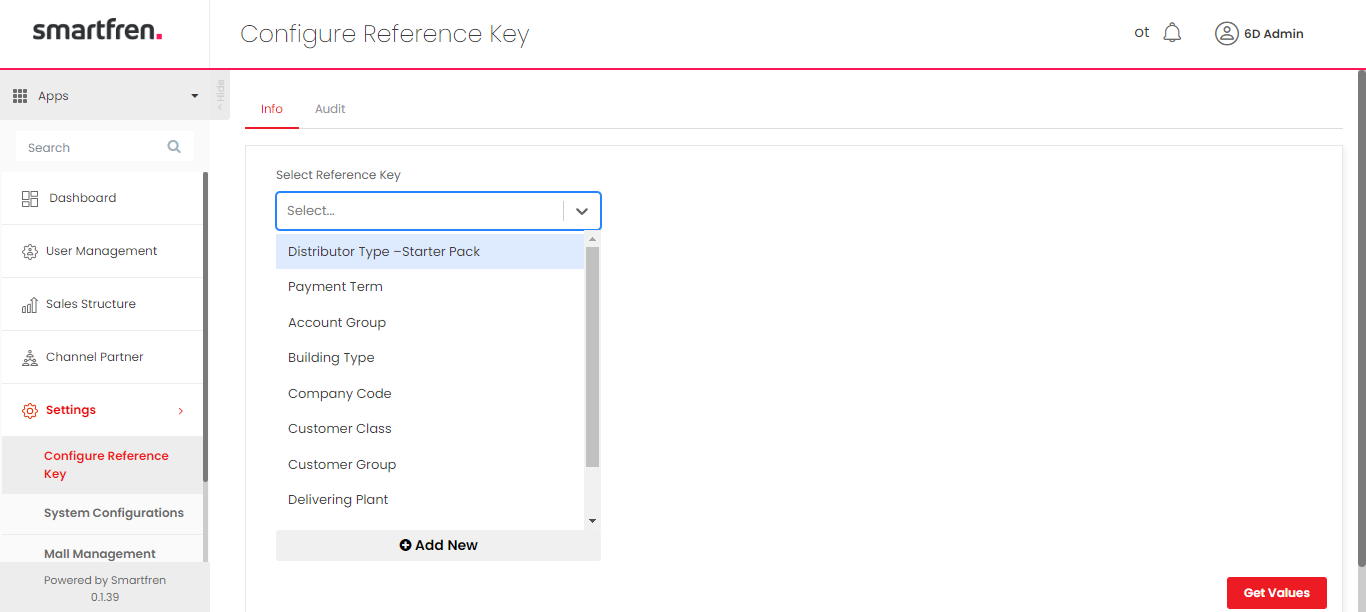 smartfren.
Configure Reference Key
ot
6D Admin
Apps
< Hide
Info
Audit
Search
Select Reference Key
Select...
Dashboard
User Management
Sales Structure
Channel Partner
Settings
Configure Reference
Key
System Configurations
Mall Management
Powered by Smartfren
0.1.39
Distributor Type –Starter Pack
Payment Term
Account Group
Building Type
Company Code
Customer Class
Customer Group
Delivering Plant
Add New
Get Values